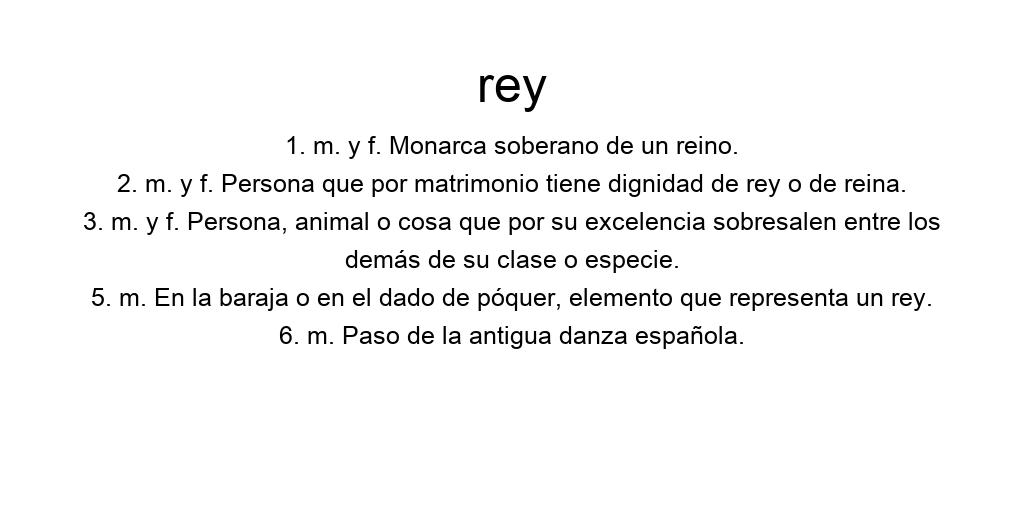 rey
1. m. y f. Monarca soberano de un reino.
2. m. y f. Persona que por matrimonio tiene dignidad de rey o de reina.
3. m. y f. Persona, animal o cosa que por su excelencia sobresalen entre los
demás de su clase o especie.
5. m. En la baraja o en el dado de póquer, elemento que representa un rey.
6. m. Paso de la antigua danza española.